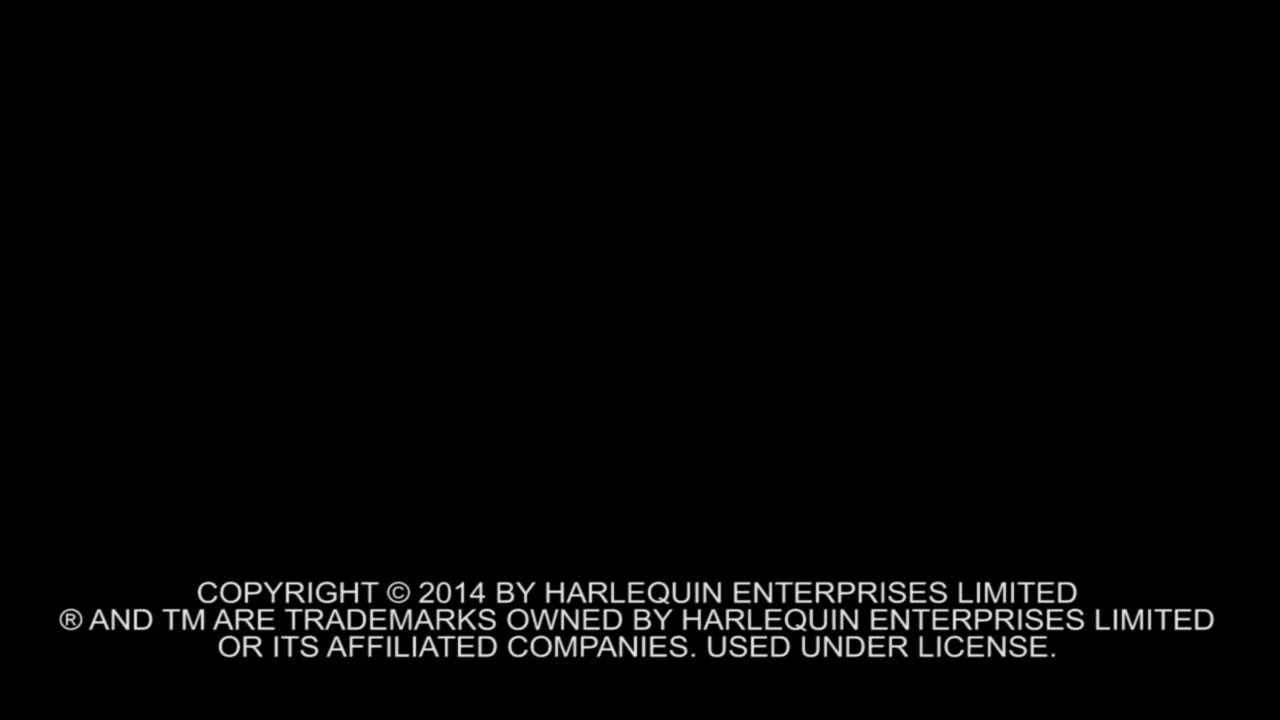 COPYRIGHT © 2014 BY HARLEQUIN ENTERPRISES LIMITED
® AND TM ARE TRADEMARKS OWNED BY HARLEQUIN ENTERPRISES LIMITED
OR ITS AFFILIATED COMPANIES. USED UNDER LICENSE.